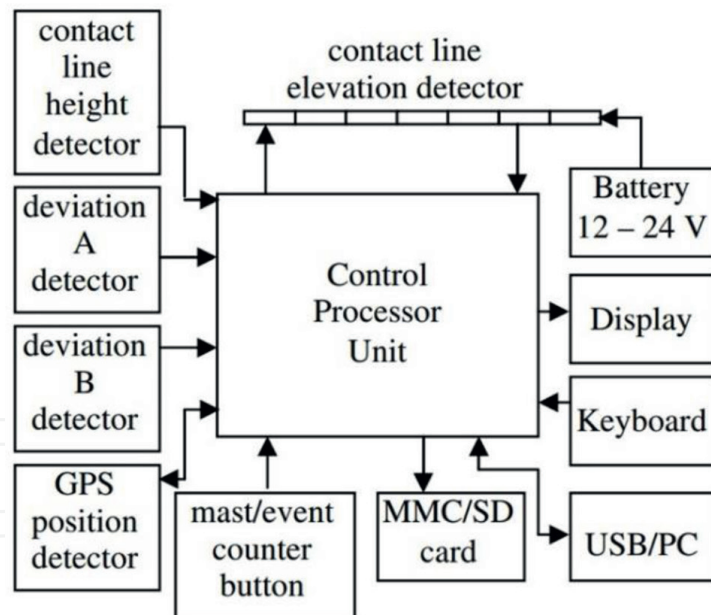 contact
line
height
detector
contact line
elevation detector
Battery
12 – 24 V
deviation
A
detector
Control
Processor
Unit
Display
deviation
B
detector
Keyboard
GPS
position
detector
mast/event
counter
button
MMC/SD
card
USB/PC